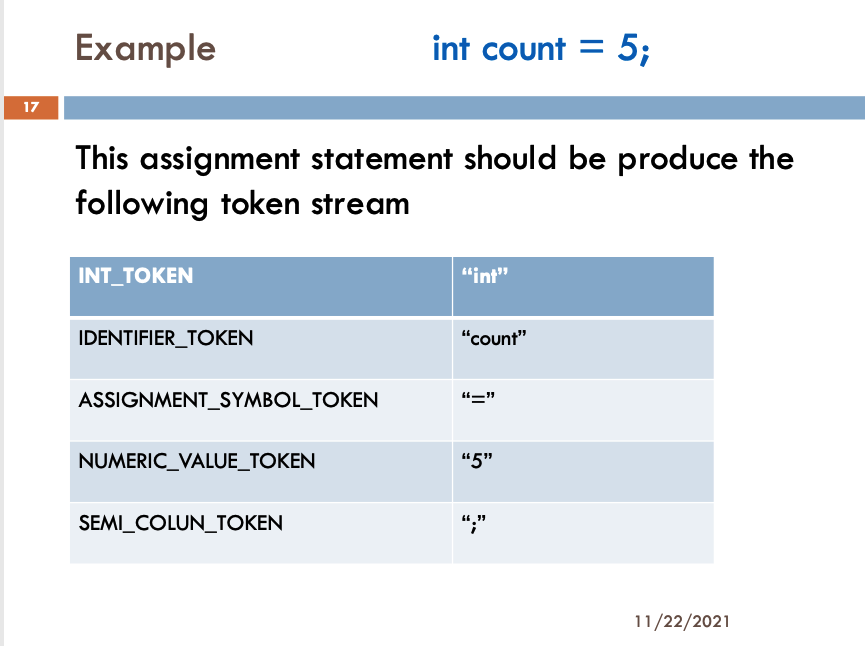 Example int count = 5;
17
This assignment statement should be produce the
following token stream
INT_TOKEN “int”
IDENTIFIER_TOKEN “count”
ASSIGNMENT_SYMBOL_TOKEN “=”
NUMERIC_VALUE_TOKEN “5”
SEMI_COLUN_TOKEN “;”
11/22/2021